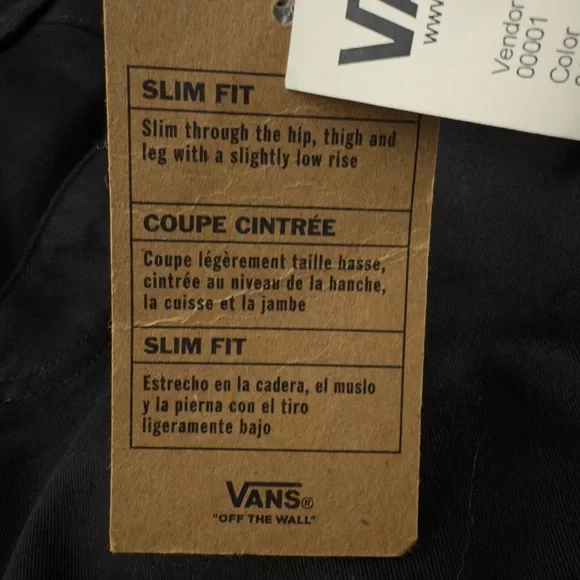 SLIM FIT
Slim through the hip, thigh and
leg with a slightly low rise
COUPE CINTRÉE
Coupe légèrement taille basse,
cintrée au niveau de la hanche,
la cuisse et la jambe
SLIM FIT
Estrecho en la cadera, el muslo
y la pierna con el tiro
ligeramente bajo
VANS®
"OFF THE WALL"
VA
www
Vendor
00001
Color